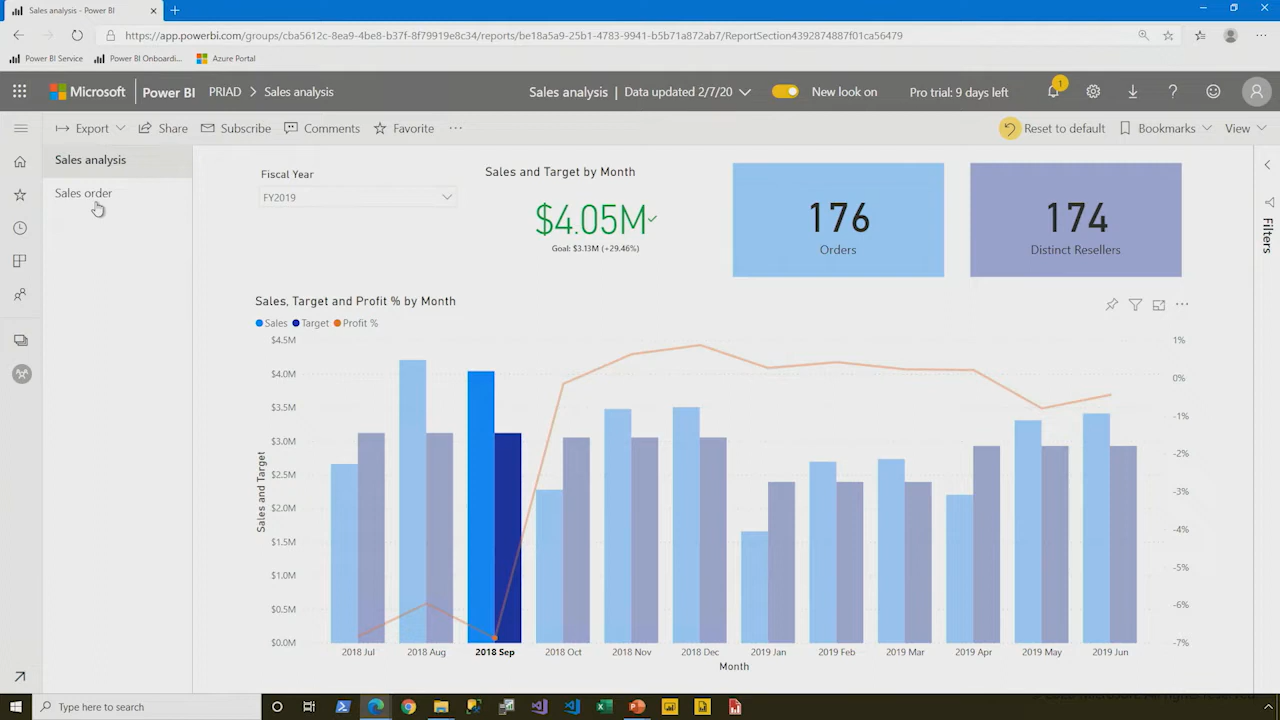 Sales analysis - Power BI
https://app.powerbi.com/groups/cba5612c-8ea9-4be8-b37f-8f79919e8c34/reports/be18a5a9-25b1-4783-9941-b5b71a872ab7/ReportSection4392874887f01ca56479
Power BI Service Power BI Onboardi... Azure Portal
Microsoft Power BI PRIAD > Sales analysis Sales analysis | Data updated 2/7/20 New look on Pro trial: 9 days left 1
Export Share Subscribe Comments Favorite ... Reset to default Bookmarks View
Sales analysis
Sales order
Fiscal Year
FY2019
Sales and Target by Month
$4.05M
Goal: $3.13M (+29.46%)
176
Orders
174
Distinct Resellers
Filters
Sales, Target and Profit % by Month
Sales Target Profit %
$4.5M
$4.0M
$3.5M
$3.0M
$2.5M
$2.0M
$1.5M
$1.0M
$0.5M
$0.0M
Sales and Target
1%
0%
-1%
-2%
-3%
-4%
-5%
-6%
-7%
2018 Jul 2018 Aug 2018 Sep 2018 Oct 2018 Nov 2018 Dec 2019 Jan 2019 Feb 2019 Mar 2019 Apr 2019 May 2019 Jun
Month
Type here to search